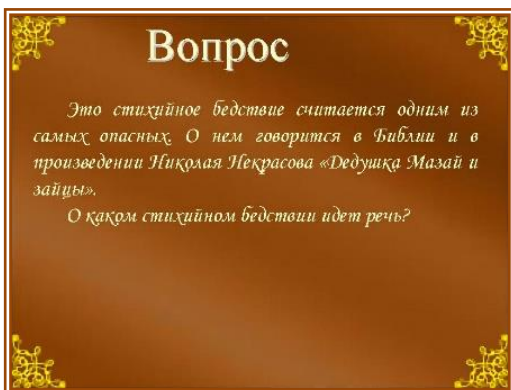 Вопрос
Это стихийное бедствие считается одним из
самых опасных. О нем говорится в Библии и в
произведении Николая Некрасова «Дедушка Мазай и
зайцы».
О каком стихийном бедствии идет речь?